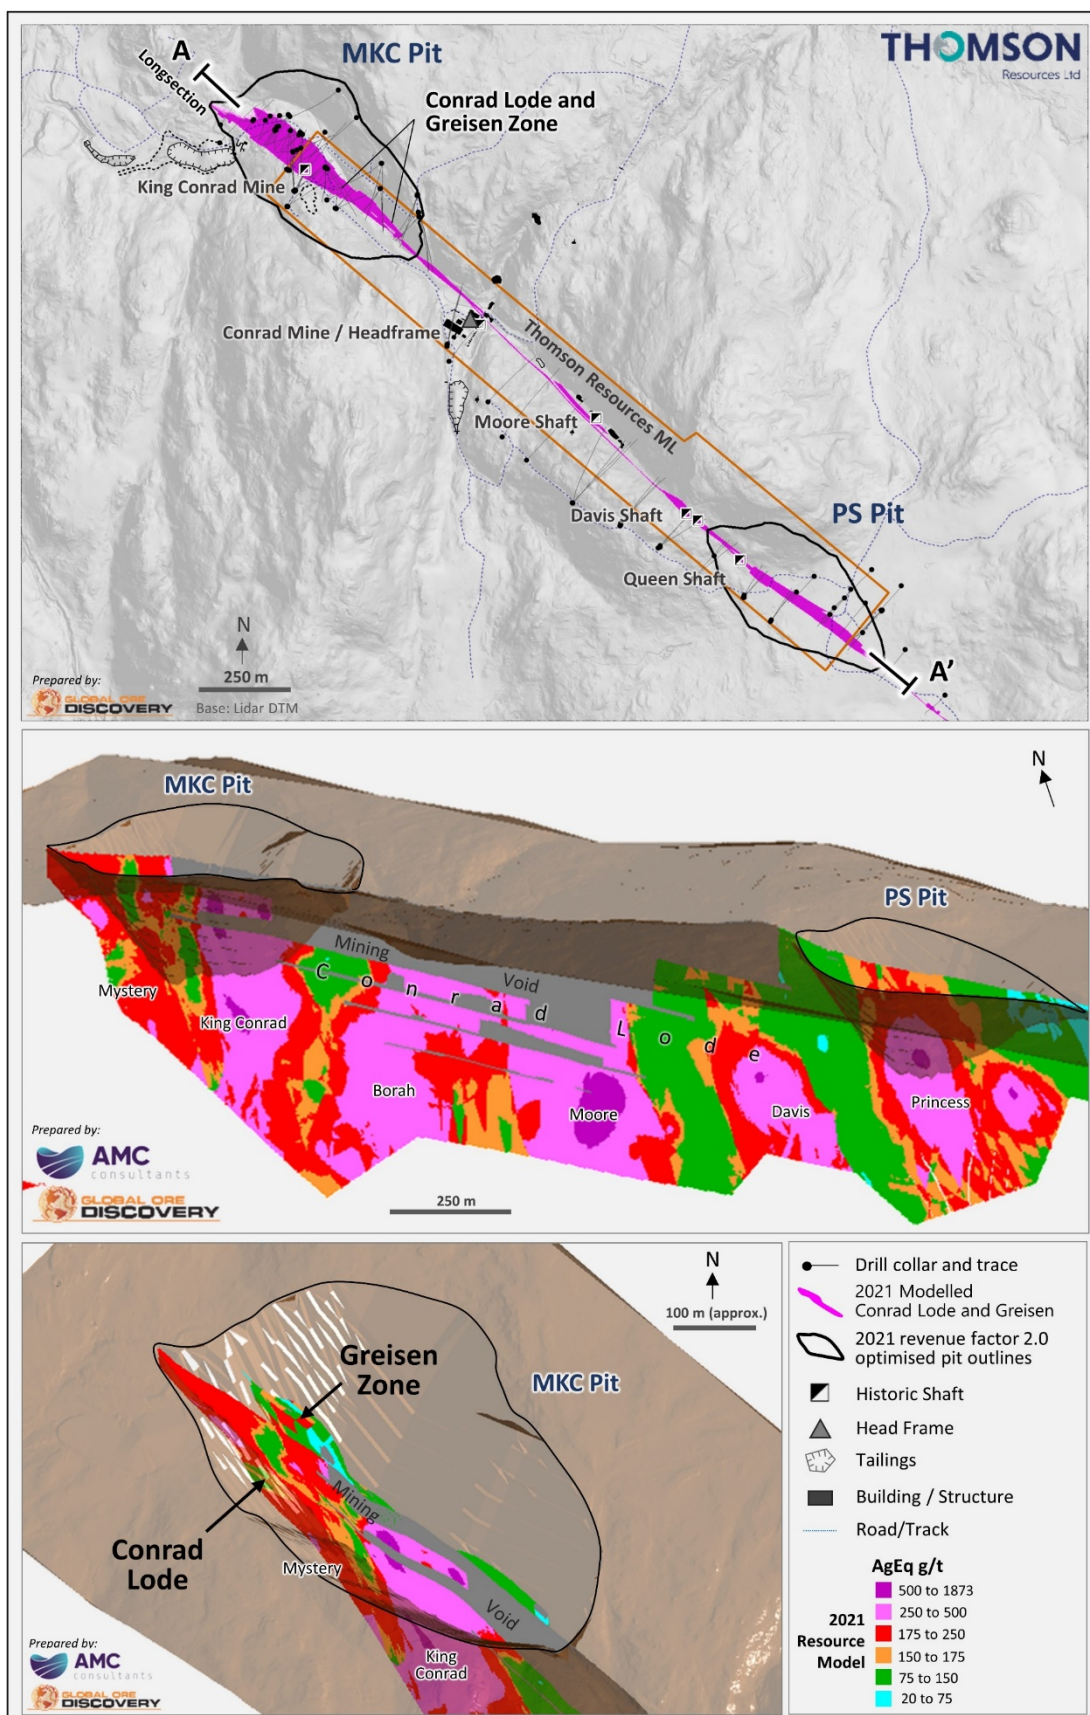 A
MKC Pit
THOMSON
Resources Ltd
Longsection
Conrad Lode and
Greisen Zone
King Conrad Mine
Conrad Mine / Headframe
Thomson Resources ML
Moore Shaft
Davis Shaft
PS Pit
Queen Shaft
N
250 m
Base: Lidar DTM
A'
Prepared by:
GLOBAL ORE
DISCOVERY
N
MKC Pit
PS Pit
Mining
Void
Conrad Lode
Mystery
King Conrad
Borah
Moore
Davis
Princess
Prepared by:
AMC
consultants
GLOBAL ORE
DISCOVERY
250 m
N
100 m (approx.)
Greisen
Zone
MKC Pit
Mining
Void
Conrad
Lode
Mystery
King
Conrad
Prepared by:
AMC
consultants
GLOBAL ORE
DISCOVERY
Drill collar and trace
2021 Modelled
Conrad Lode and Greisen
2021 revenue factor 2.0
optimised pit outlines
Historic Shaft
Head Frame
Tailings
Building / Structure
Road/Track
AgEq g/t
2021
Resource
Model
500 to 1873
250 to 500
175 to 250
150 to 175
75 to 150
20 to 75